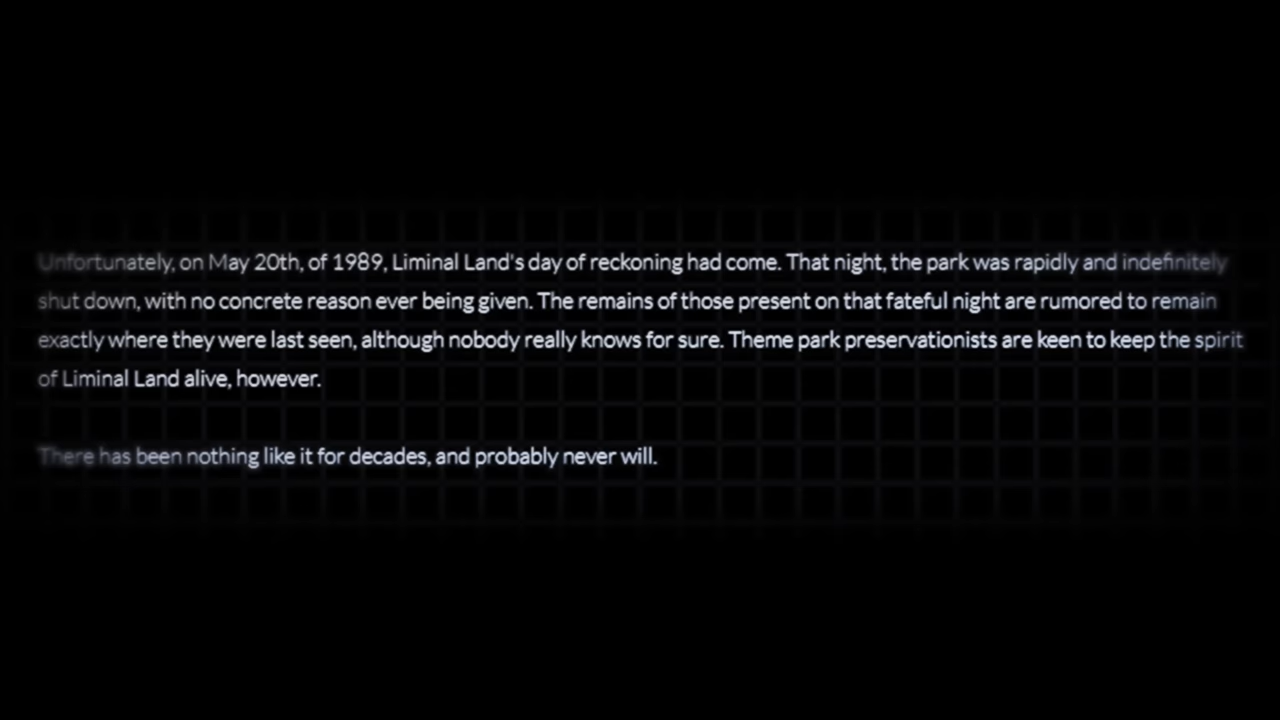 Unfortunately, on May 20th, of 1989, Liminal Land's day of reckoning had come. That night, the park was rapidly and indefinitely
shut down, with no concrete reason ever being given. The remains of those present on that fateful night are rumored to remain
exactly where they were last seen, although nobody really knows for sure. Theme park preservationists are keen to keep the spirit
of Liminal Land alive, however.
There has been nothing like it for decades, and probably never will.